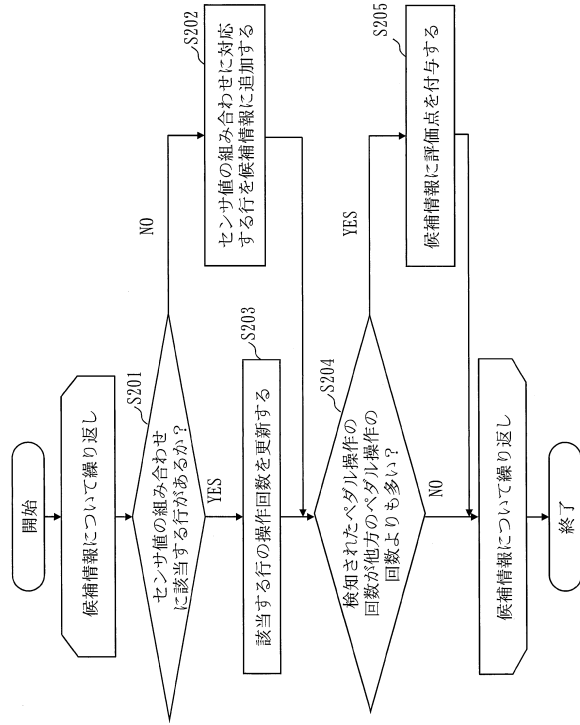 開始
候補情報について繰り返し
S201
センサ値の組み合わせ
に該当する行があるか?
NO
S202
センサ値の組み合わせに対応
する行を候補情報に追加する
YES
S203
該当する行の操作回数を更新する
S204
検知されたペダル操作の
回数が他方のペダル操作の
回数よりも多い?
YES
S205
候補情報に評価点を付与する
NO
候補情報について繰り返し
終了